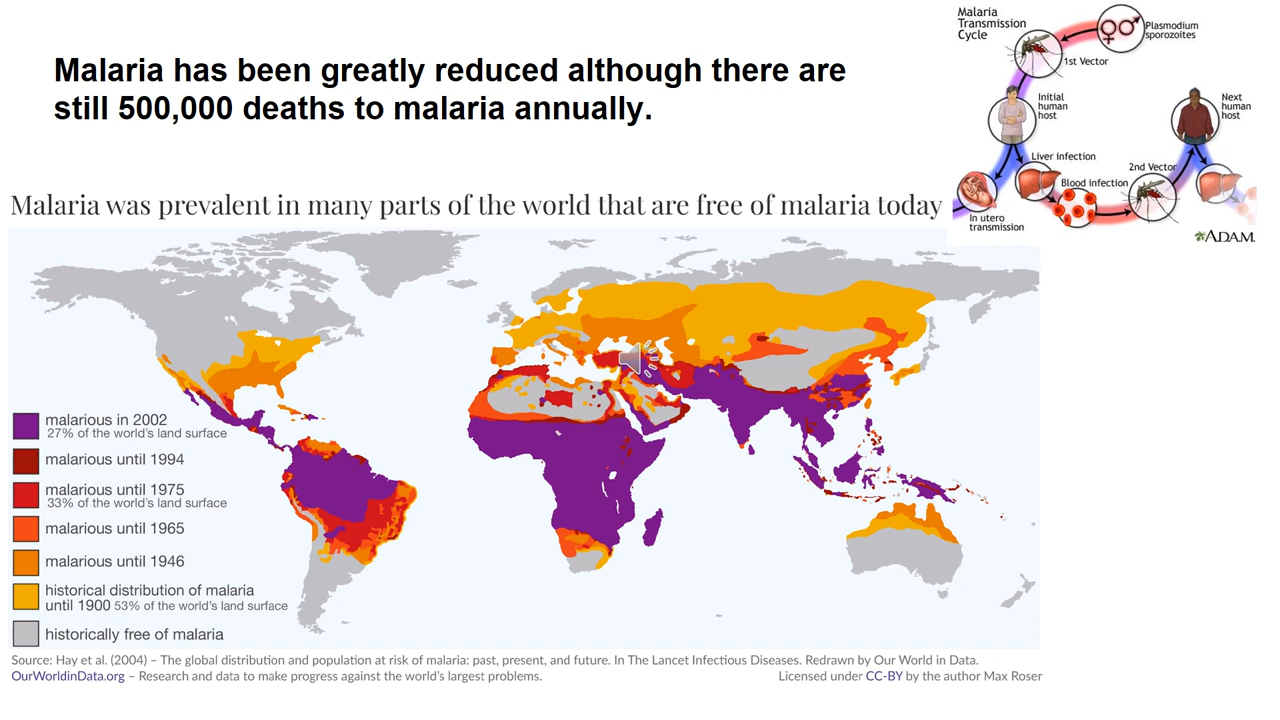 Malaria has been greatly reduced although there are
still 500,000 deaths to malaria annually.
Malaria
Transmission
Cycle
Plasmodium
sporozoites
1st Vector
Initial
human
host
Next
human
host
Liver infection
2nd Vector
Blood infection
In utero
transmission
ADAM.
Malaria was prevalent in many parts of the world that are free of malaria today
malarious in 2002
27% of the world's land surface
malarious until 1994
malarious until 1975
33% of the world's land surface
malarious until 1965
malarious until 1946
historical distribution of malaria
until 1900 53% of the world's land surface
historically free of malaria
Source: Hay et al. (2004) – The global distribution and population at risk of malaria: past, present, and future. In The Lancet Infectious Diseases. Redrawn by Our World in Data.
OurWorldinData.org – Research and data to make progress against the world's largest problems.
Licensed under CC-BY by the author Max Roser